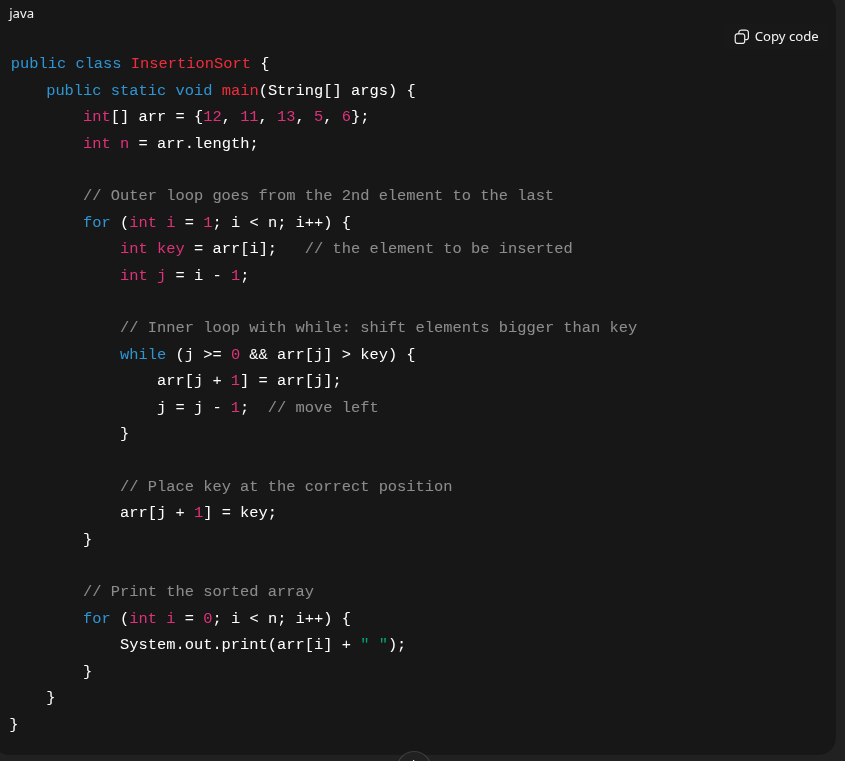 java
Copy code
public class InsertionSort {
    public static void main(String[] args) {
        int[] arr = {12, 11, 13, 5, 6};
        int n = arr.length;

        // Outer loop goes from the 2nd element to the last
        for (int i = 1; i < n; i++) {
            int key = arr[i];   // the element to be inserted
            int j = i - 1;

            // Inner loop with while: shift elements bigger than key
            while (j >= 0 && arr[j] > key) {
                arr[j + 1] = arr[j];
                j = j - 1;  // move left
            }

            // Place key at the correct position
            arr[j + 1] = key;
        }

        // Print the sorted array
        for (int i = 0; i < n; i++) {
            System.out.print(arr[i] + " ");
        }
    }
}